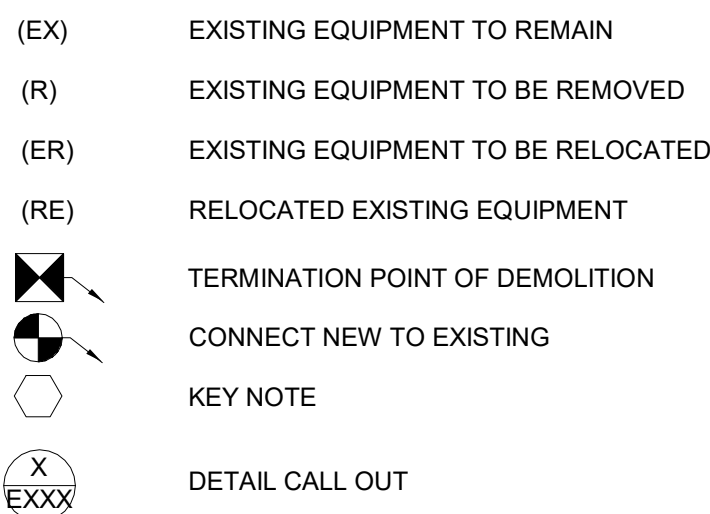 (EX) EXISTING EQUIPMENT TO REMAIN
(R) EXISTING EQUIPMENT TO BE REMOVED
(ER) EXISTING EQUIPMENT TO BE RELOCATED
(RE) RELOCATED EXISTING EQUIPMENT
TERMINATION POINT OF DEMOLITION
CONNECT NEW TO EXISTING
KEY NOTE
X
EXXX
DETAIL CALL OUT